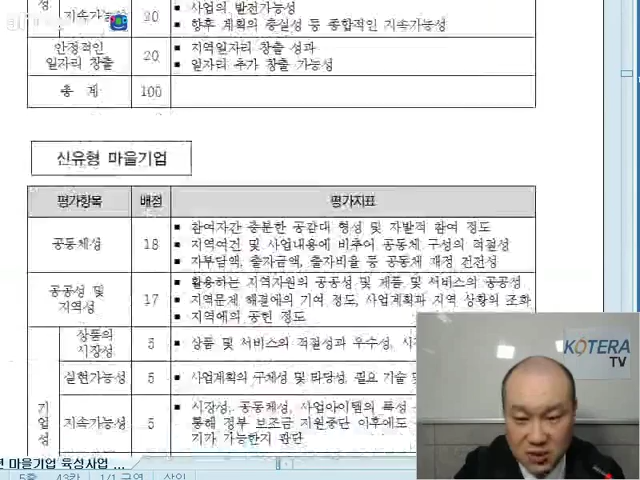 성
지속가능성
20
사업의 발전가능성
향후 계획의 충실성 등 종합적인 지속가능성
안정적인
일자리 창출
20
지역일자리 창출 성과
일자리 추가 창출 가능성
총 계
100
신유형 마을기업
평가항목 배점 평가지표
공동체성
18
참여자간 충분한 공감대 형성 및 자발적 참여 정도
지역여건 및 사업내용에 비추어 공동체 구성의 적절성
자부담액, 출자금액, 출자비율 등 공동체 재정 건전성
공공성 및
지역성
17
활용하는 지역자원의 공공성 및 제품 및 서비스의 공공성
지역문제 해결에의 기여 정도, 사업계획과 지역 상황의 조화
지역에의 공헌 정도
기
업
성
상품의
시장성
5
상품 및 서비스의 적절성과 우수성,
실현가능성
5
사업계획의 구체성 및 타당성, 필요 기술 및
지속가능성
5
시장성, 공동체성, 사업아이템의 특성
통해 정부 보조금 지원중단 이후에도
기가 가능한지 판단
KOTERA
TV
마을기업 육성사업 ...
5줄 43칸 1/1 구역 삽입